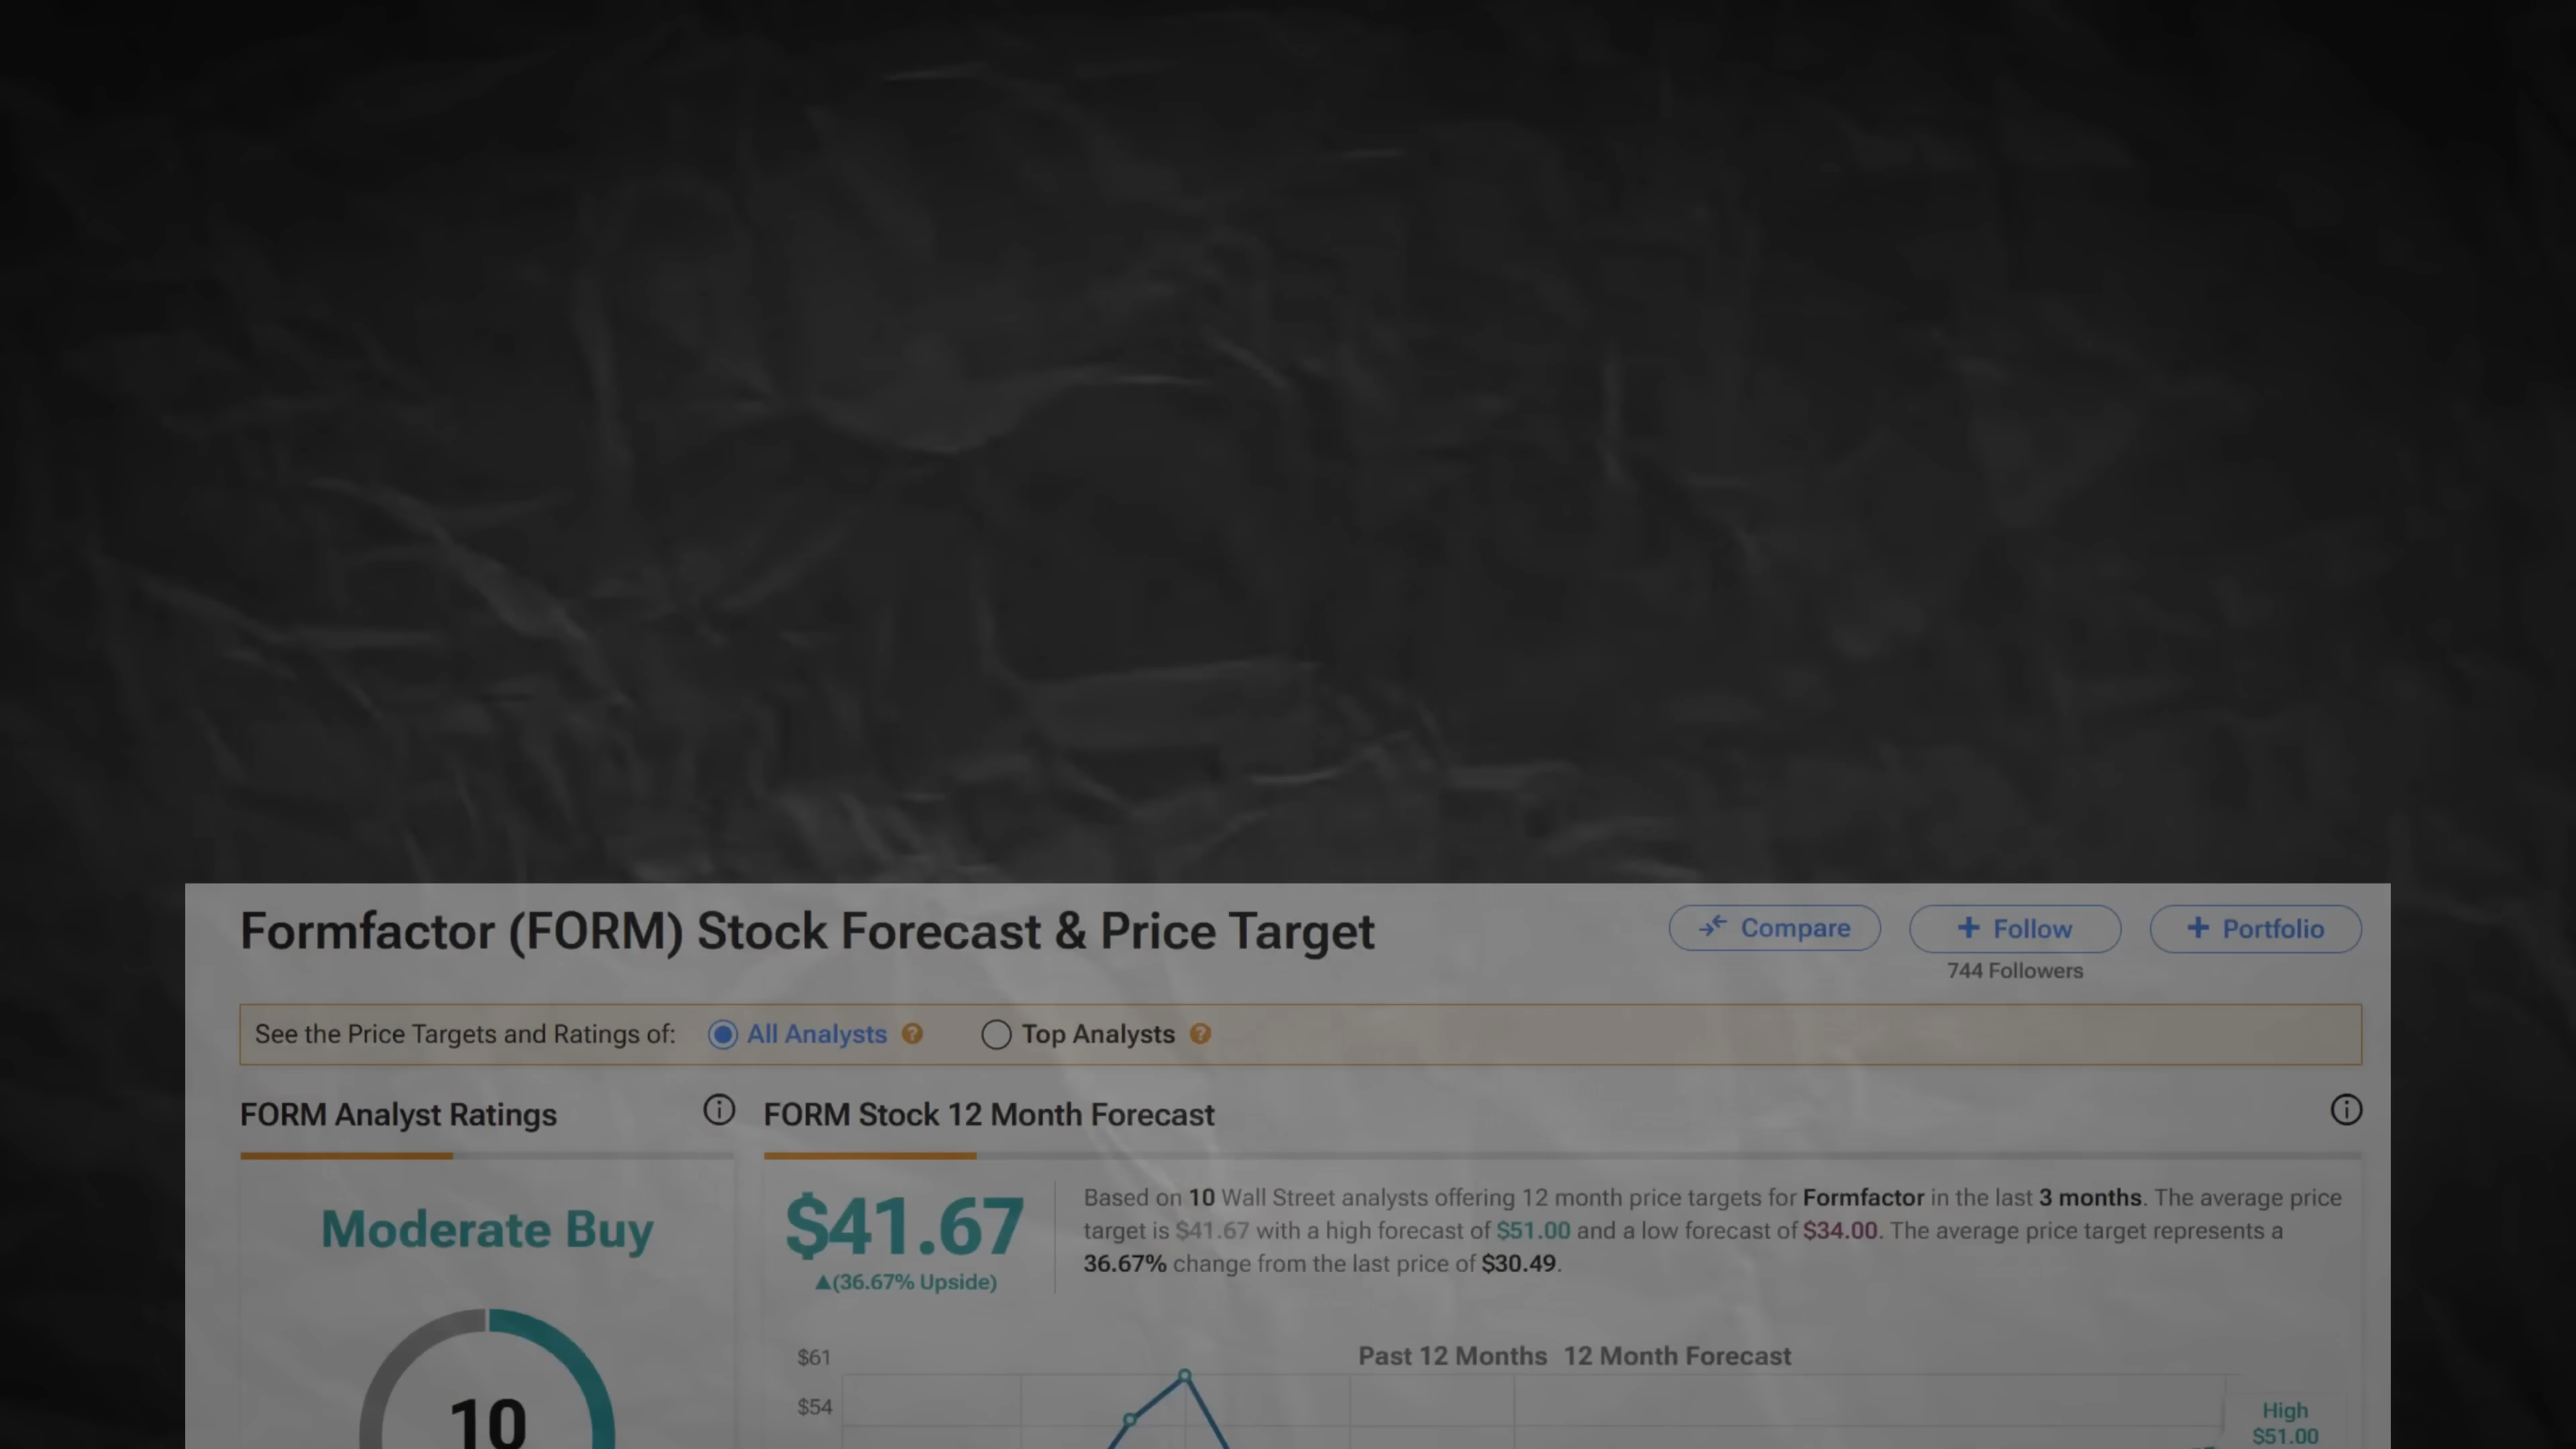 Formfactor (FORM) Stock Forecast & Price Target
Compare
+ Follow
+ Portfolio
744 Followers
See the Price Targets and Ratings of: All Analysts ? Top Analysts ?
FORM Analyst Ratings
FORM Stock 12 Month Forecast
Moderate Buy
10
$41.67
▲(36.67% Upside)
Based on 10 Wall Street analysts offering 12 month price targets for Formfactor in the last 3 months. The average price
target is $41.67 with a high forecast of $51.00 and a low forecast of $34.00. The average price target represents a
36.67% change from the last price of $30.49.
Past 12 Months 12 Month Forecast
$61
$54
High
$51.00